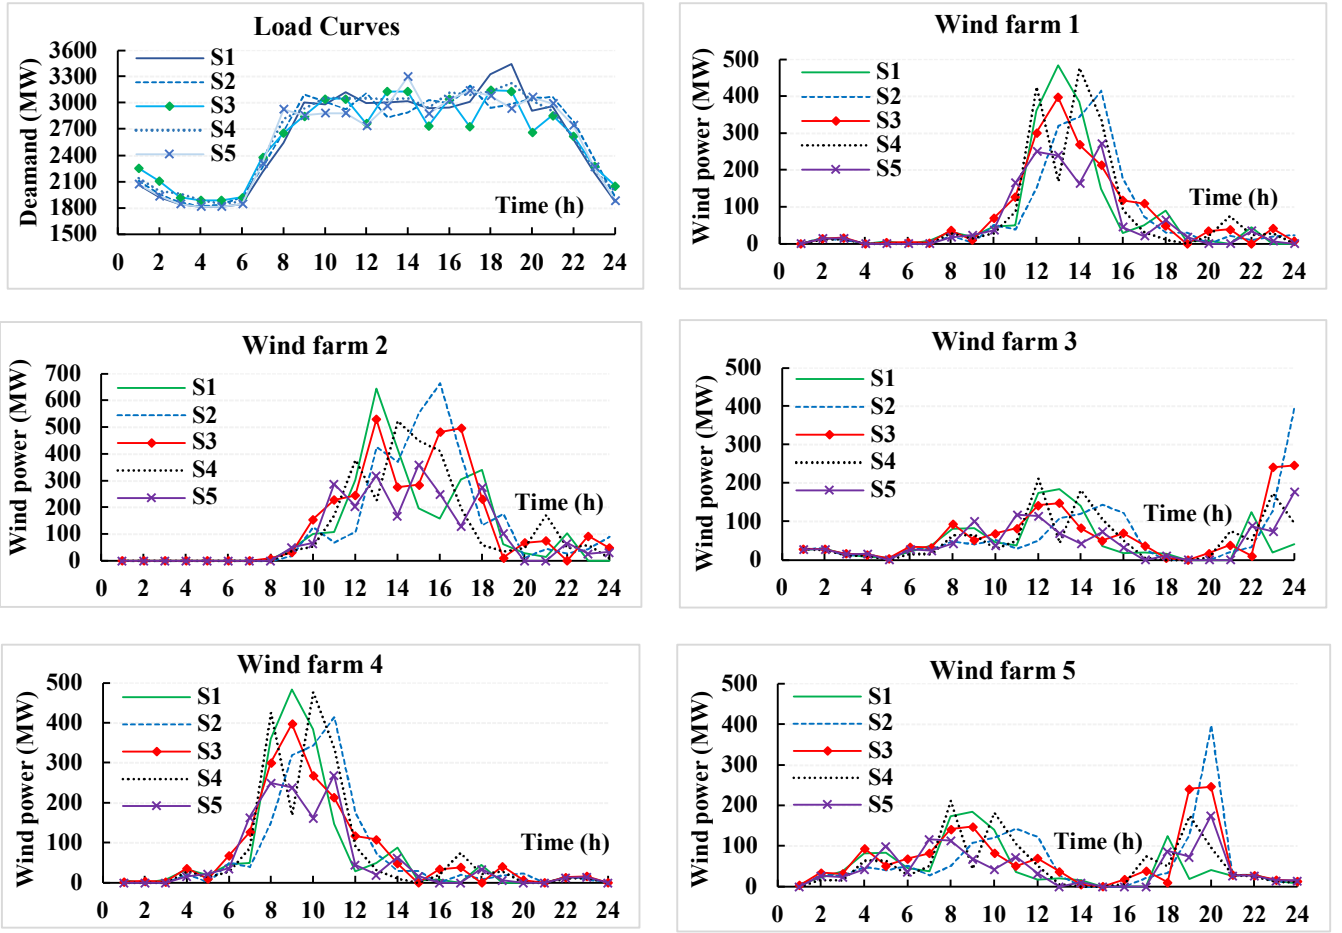 Load Curves
Deamand (MW)
3600
3300
3000
2700
2400
2100
1800
1500
S1
S2
S3
S4
S5
Time (h)
0 2 4 6 8 10 12 14 16 18 20 22 24
Wind farm 1
Wind power (MW)
500
400
300
200
100
0
S1
S2
S3
S4
S5
Time (h)
0 2 4 6 8 10 12 14 16 18 20 22 24
Wind farm 2
Wind power (MW)
700
600
500
400
300
200
100
0
S1
S2
S3
S4
S5
Time (h)
0 2 4 6 8 10 12 14 16 18 20 22 24
Wind farm 3
Wind power (MW)
500
400
300
200
100
0
S1
S2
S3
S4
S5
Time (h)
0 2 4 6 8 10 12 14 16 18 20 22 24
Wind farm 4
Wind power (MW)
500
400
300
200
100
0
S1
S2
S3
S4
S5
Time (h)
0 2 4 6 8 10 12 14 16 18 20 22 24
Wind farm 5
Wind power (MW)
500
400
300
200
100
0
S1
S2
S3
S4
S5
Time (h)
0 2 4 6 8 10 12 14 16 18 20 22 24